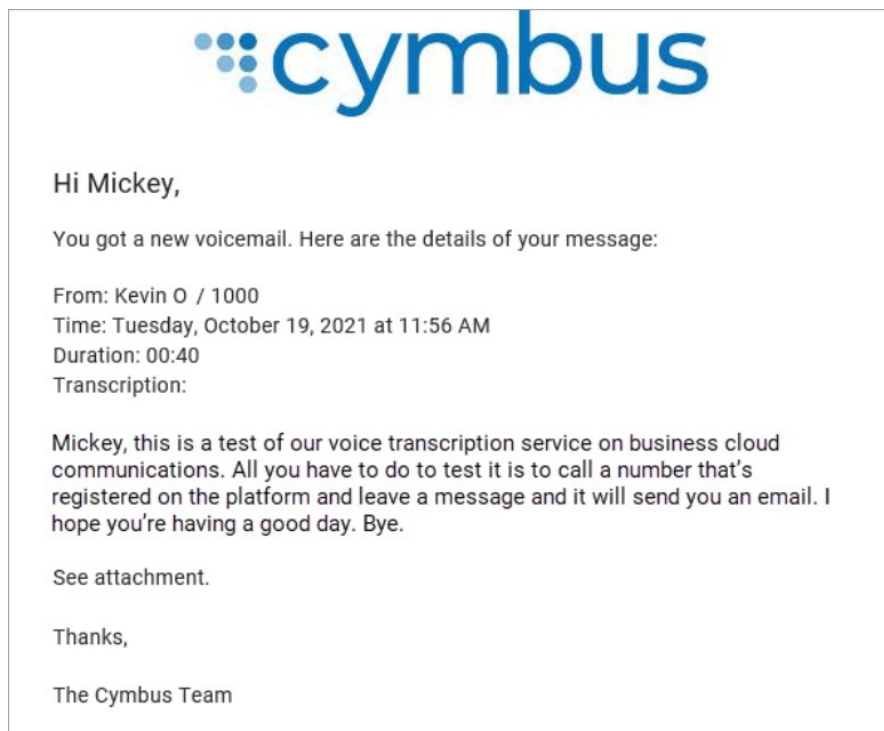 cymbus
Hi Mickey,
You got a new voicemail. Here are the details of your message:
From: Kevin O / 1000
Time: Tuesday, October 19, 2021 at 11:56 AM
Duration: 00:40
Transcription:
Mickey, this is a test of our voice transcription service on business cloud
communications. All you have to do to test it is to call a number that's
registered on the platform and leave a message and it will send you an email. I
hope you're having a good day. Bye.
See attachment.
Thanks,
The Cymbus Team